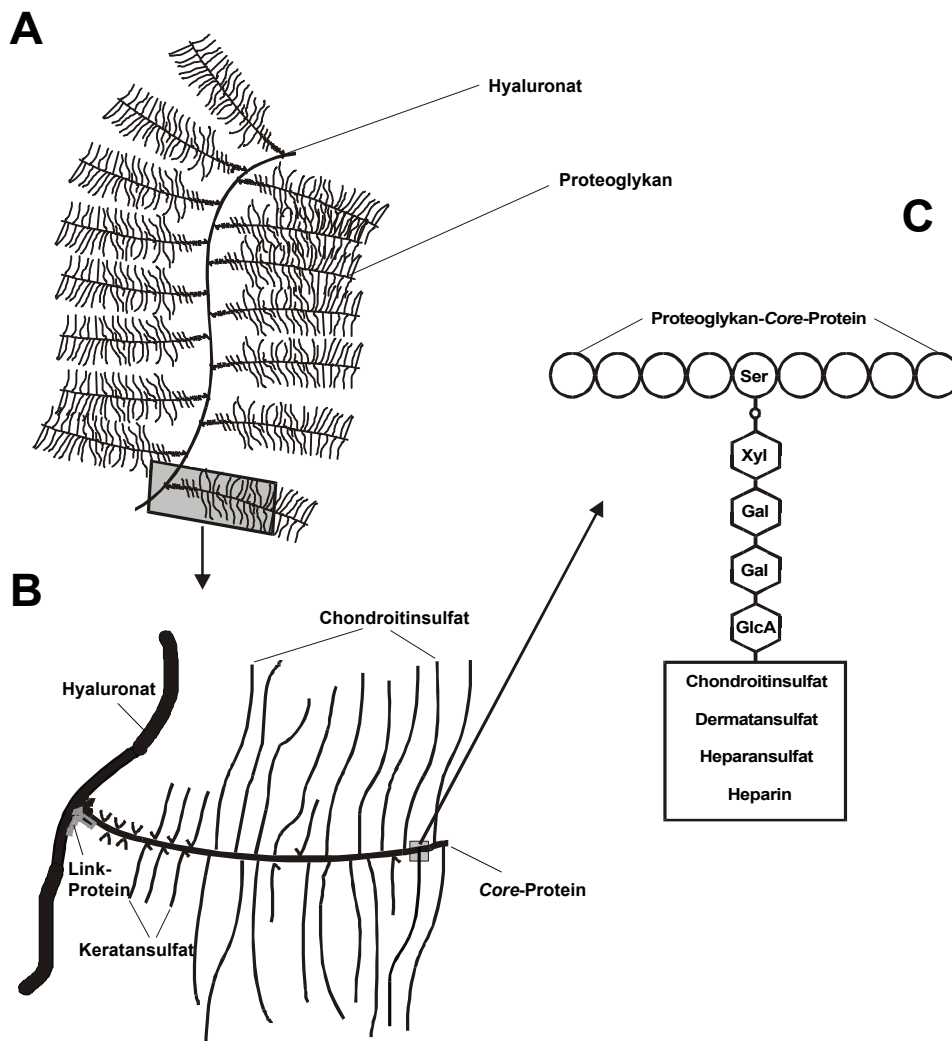 A
Hyaluronat
Proteoglykan
C
Proteoglykan-Core-Protein
Ser
Xyl
Gal
Gal
GlcA
Chondroitinsulfat
Dermatansulfat
Heparansulfat
Heparin
B
Chondroitinsulfat
Hyaluronat
Link-
Protein
Core-Protein
Keratansulfat